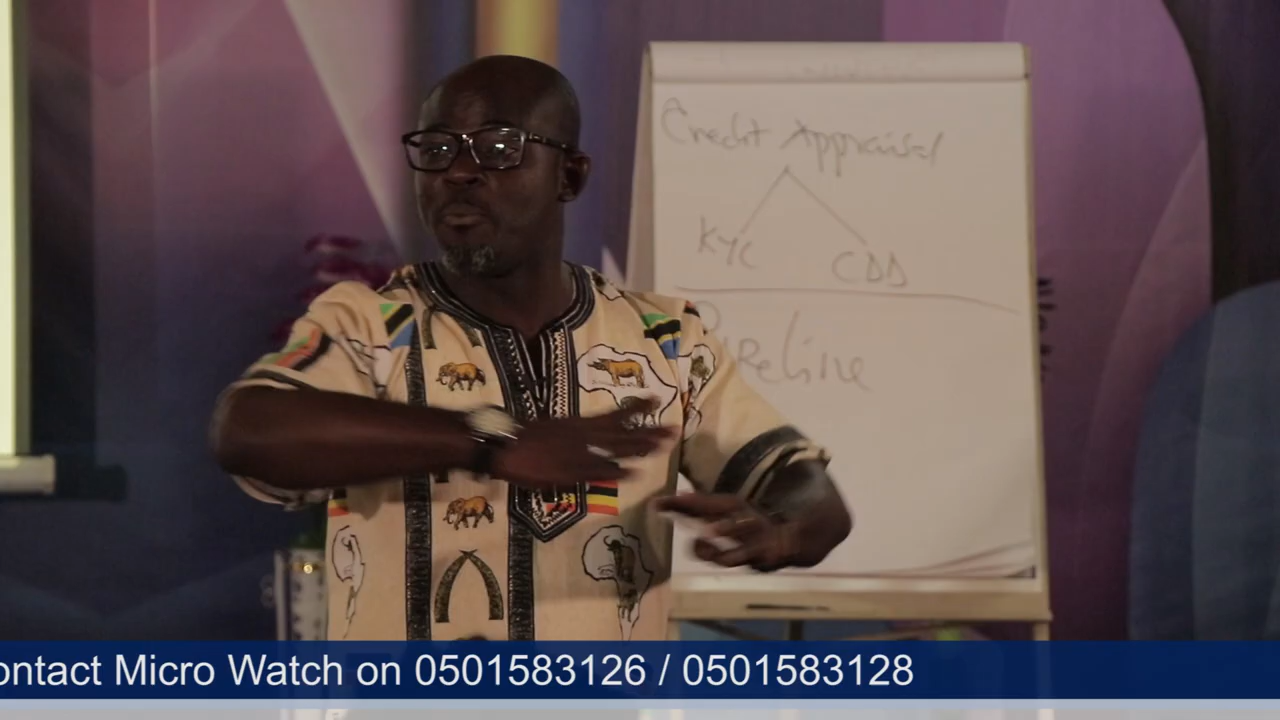 Credit Appraisal
KYC CDD
ontact Micro Watch on 0501583126 / 0501583128